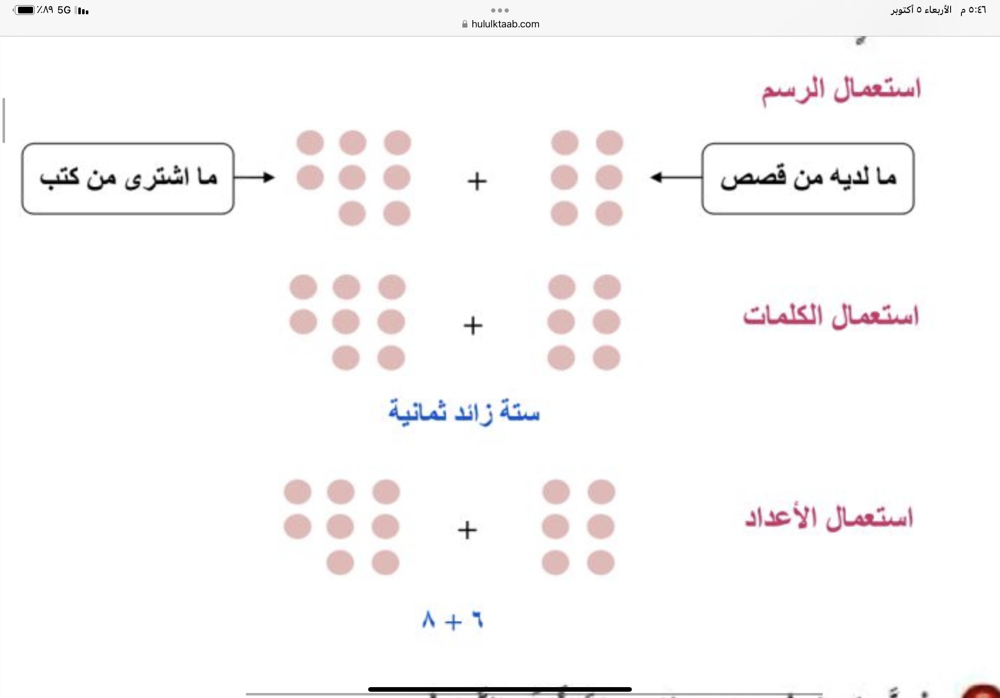 ٥:٤٦ م الأربعاء ٥ أكتوبر
٪٨٩ 5G
hululktaab.com
استعمال الرسم
ما لديه من قصص
+
ما اشترى من كتب
استعمال الكلمات
+
ستة زائد ثمانية
استعمال الأعداد
+
٦ + ٨